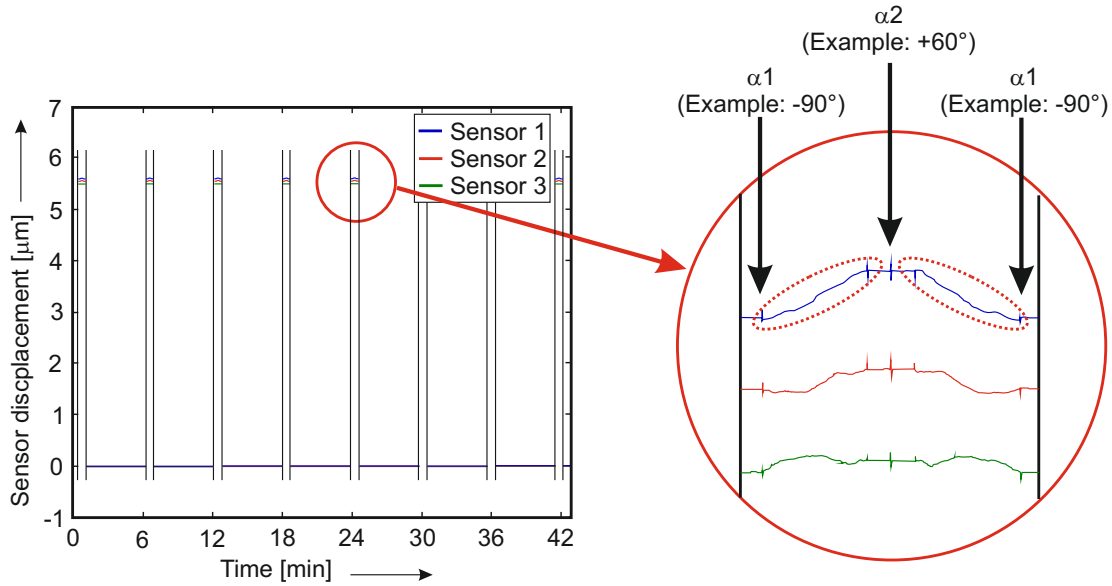 α2
(Example: +60°)
α1
(Example: -90°)
α1
(Example: -90°)
7
6
5
4
3
2
1
0
-1
Sensor discplacement [μm]
Sensor 1
Sensor 2
Sensor 3
0
6
12
18
24
30
36
42
Time [min]